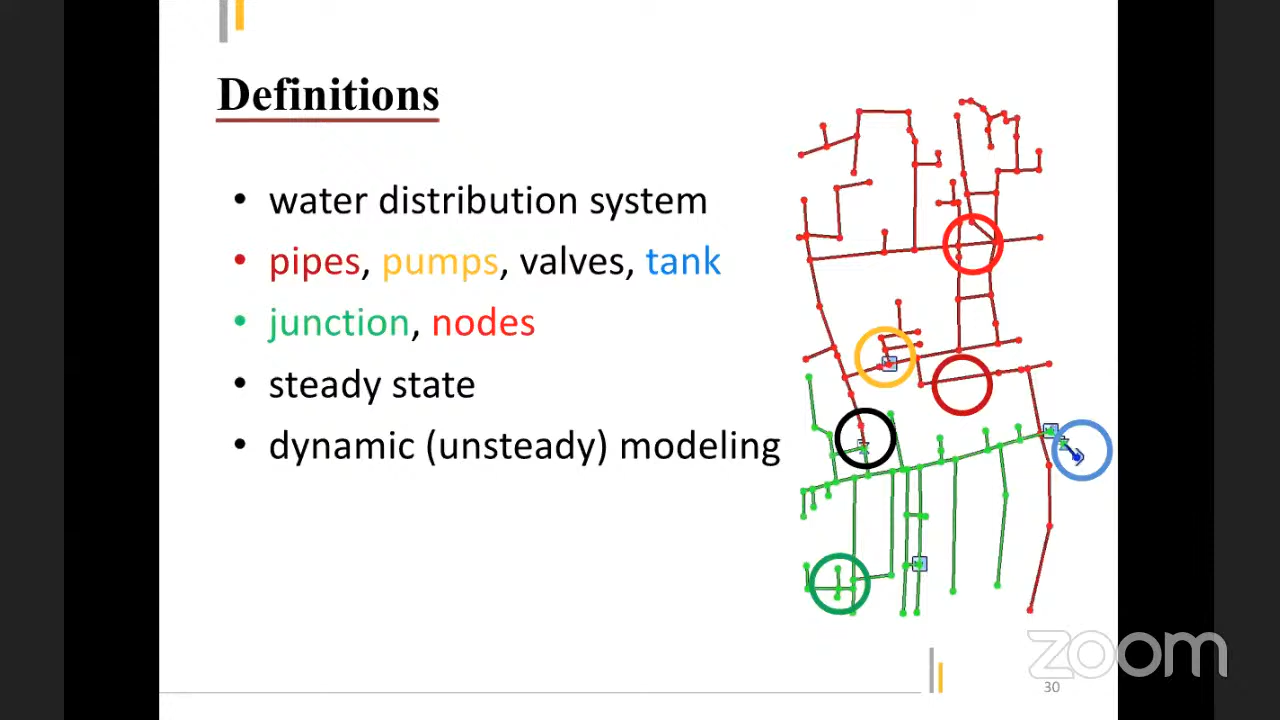 Definitions
• water distribution system
• pipes, pumps, valves, tank
• junction, nodes
• steady state
• dynamic (unsteady) modeling
zoom
30